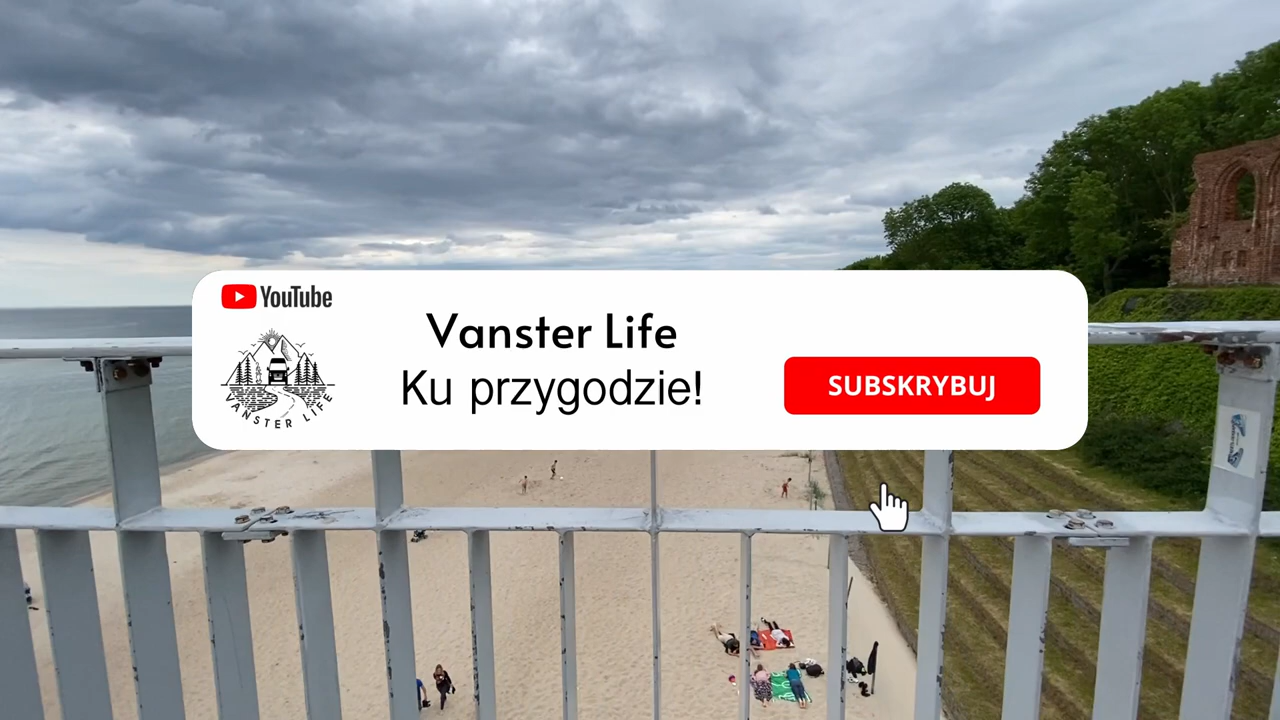 YouTube
Vanster Life
Ku przygodzie!
SUBSKRYBUJ
VANSTER LIFE